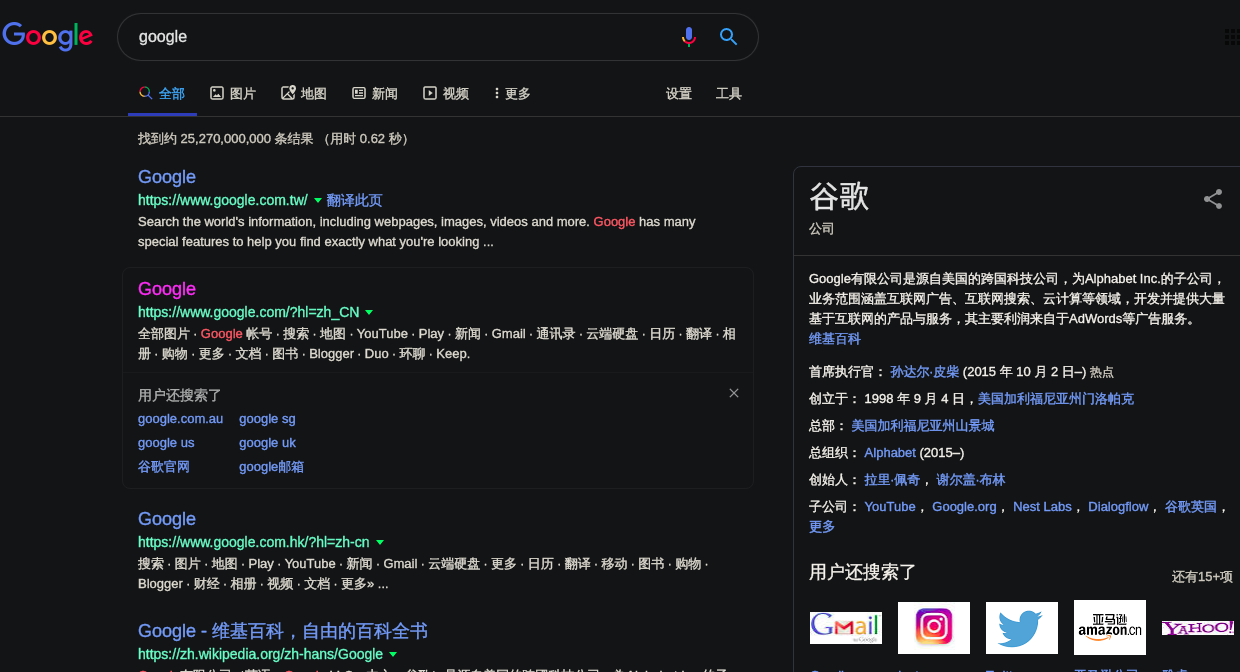 Google
google
全部 图片 地图 新闻 视频 更多 设置 工具
找到约 25,270,000,000 条结果 （用时 0.62 秒）
Google
https://www.google.com.tw/ 翻译此页
Search the world's information, including webpages, images, videos and more. Google has many
special features to help you find exactly what you're looking ...
Google
https://www.google.com/?hl=zh_CN
全部图片 · Google 帐号 · 搜索 · 地图 · YouTube · Play · 新闻 · Gmail · 通讯录 · 云端硬盘 · 日历 · 翻译 · 相
册 · 购物 · 更多 · 文档 · 图书 · Blogger · Duo · 环聊 · Keep.
用户还搜索了
google.com.au google sg
google us google uk
谷歌官网 google邮箱
Google
https://www.google.com.hk/?hl=zh-cn
搜索 · 图片 · 地图 · Play · YouTube · 新闻 · Gmail · 云端硬盘 · 更多 · 日历 · 翻译 · 移动 · 图书 · 购物 ·
Blogger · 财经 · 相册 · 视频 · 文档 · 更多» ...
Google - 维基百科，自由的百科全书
https://zh.wikipedia.org/zh-hans/Google
谷歌
公司
Google有限公司是源自美国的跨国科技公司，为Alphabet Inc.的子公司，
业务范围涵盖互联网广告、互联网搜索、云计算等领域，开发并提供大量
基于互联网的产品与服务，其主要利润来自于AdWords等广告服务。
维基百科
首席执行官： 孙达尔·皮柴 (2015 年 10 月 2 日–) 热点
创立于： 1998 年 9 月 4 日，美国加利福尼亚州门洛帕克
总部： 美国加利福尼亚州山景城
总组织： Alphabet (2015–)
创始人： 拉里·佩奇， 谢尔盖·布林
子公司： YouTube， Google.org， Nest Labs， Dialogflow， 谷歌英国，
更多
用户还搜索了
还有15+项
Gmail
by Google
亚马逊
amazon.cn
YAHOO!